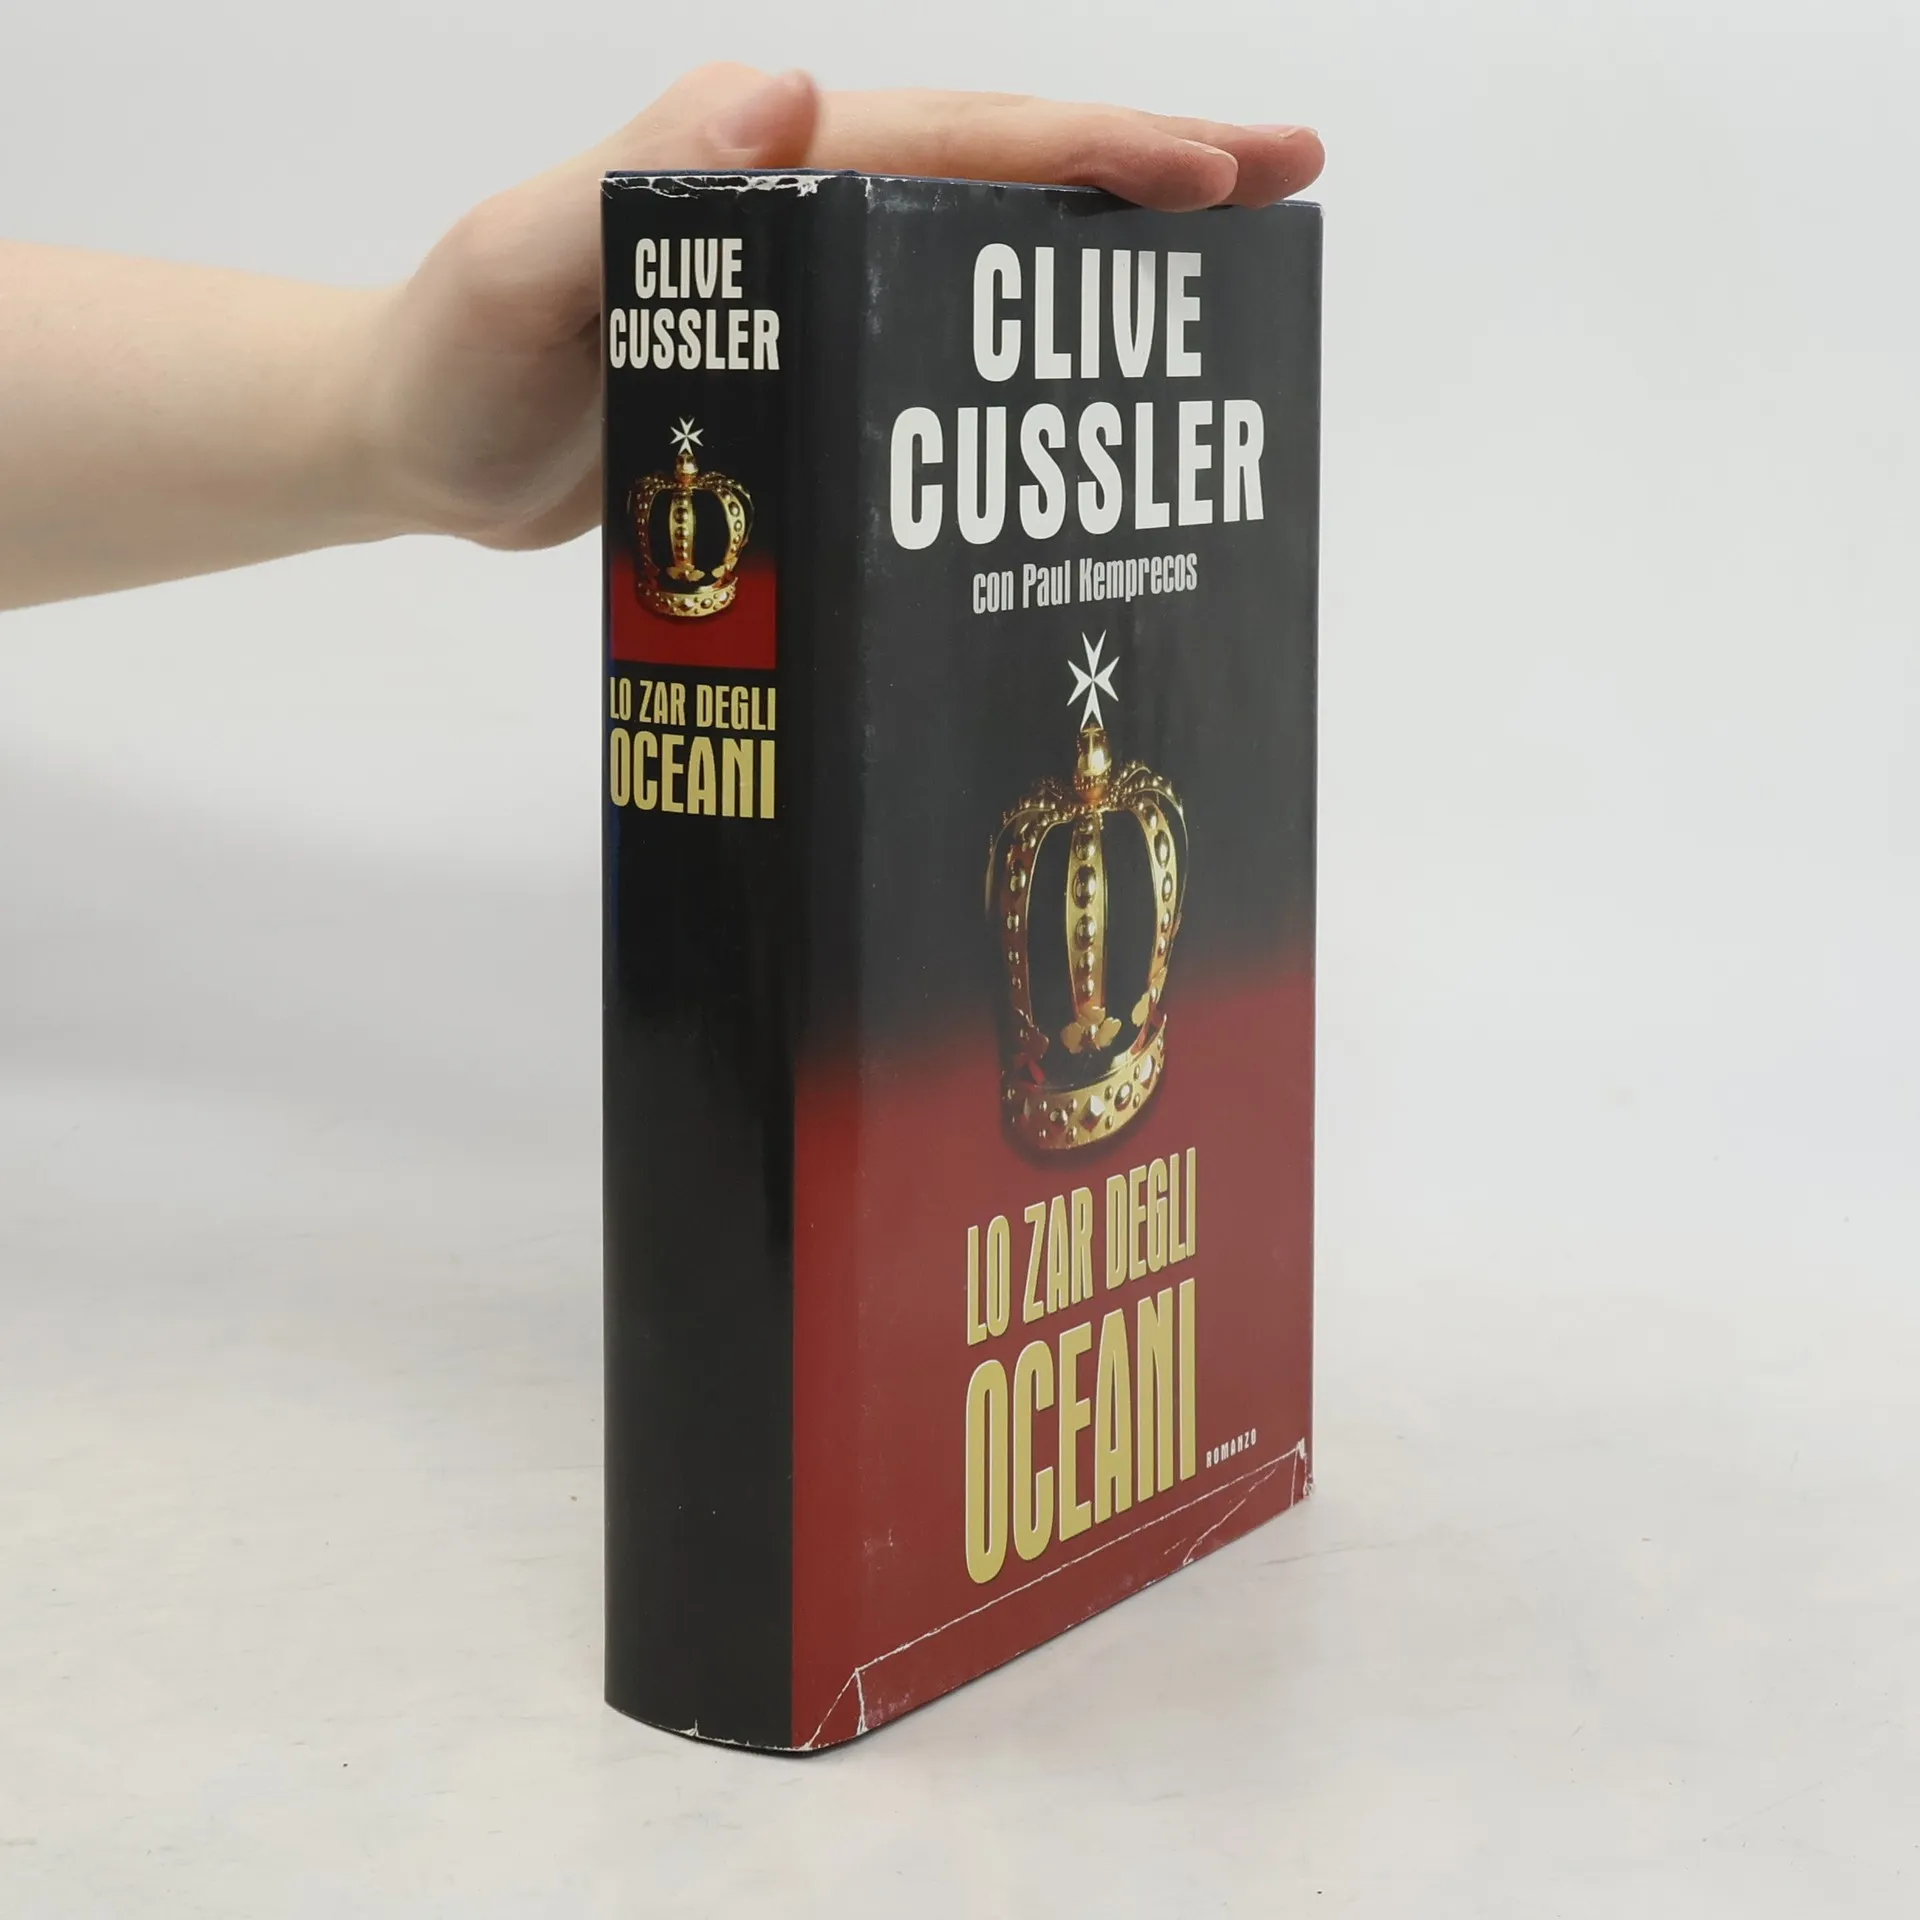 CLIVE
CUSSLER
LO ZAR DEGLI
OCEANI
CLIVE
CUSSLER
con Paul Kemprecos
LO ZAR DEGLI
OCEANI
ROMANZO